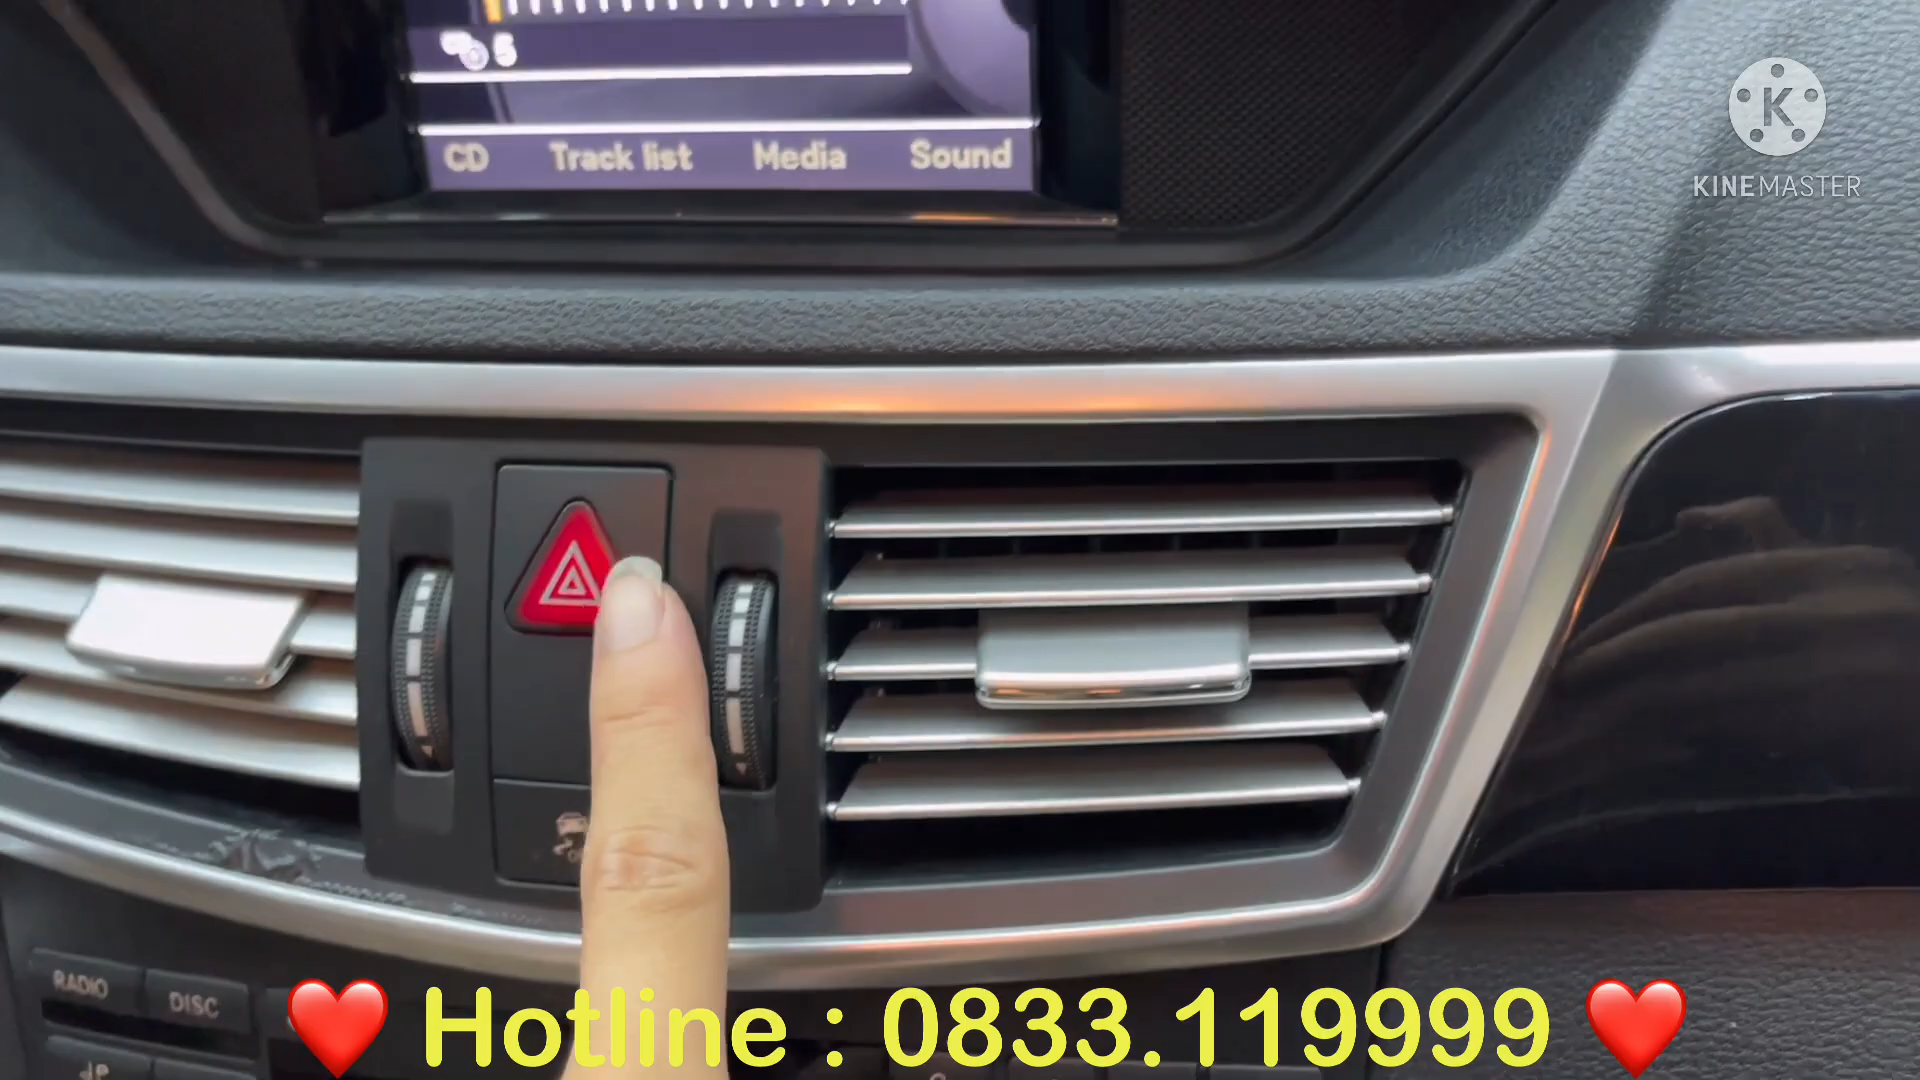 5
CD Track list Media Sound
K
KINEMASTER
RADIO
DISC
Hotline : 0833.119999